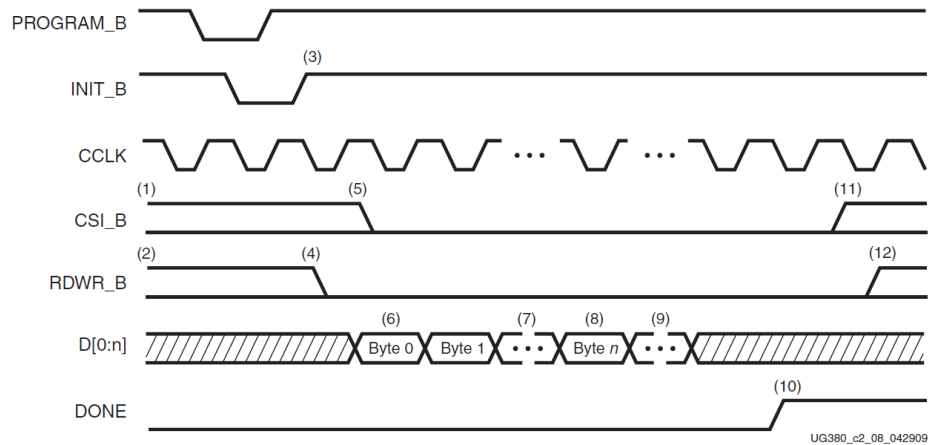 PROGRAM_B
(3)
INIT_B
CCLK
(1) (5) (11)
CSI_B
(2) (4) (12)
RDWR_B
(6) (7) (8) (9)
D[0:n] Byte 0 Byte 1 Byte n
(10)
DONE
UG380_c2_08_042909